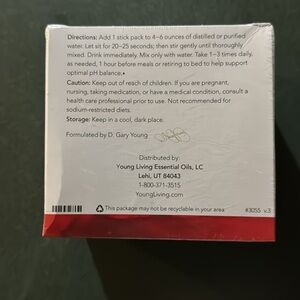 Directions: Add 1 stick pack to 4–6 ounces of distilled or purified
water. Let sit for 20–25 seconds; then stir gently until thoroughly
mixed. Drink immediately. Mix only with water. Take 1–3 times daily,
as needed, 1 hour before meals or retiring to bed to help support
optimal pH balance.•
Caution: Keep out of reach of children. If you are pregnant,
nursing, taking medication, or have a medical condition, consult a
health care professional prior to use. Not recommended for
sodium-restricted diets.
Storage: Keep in a cool, dark place.
Formulated by D. Gary Young
Distributed by:
Young Living Essential Oils, LC
Lehi, UT 84043
1-800-371-3515
YoungLiving.com
This package may not be recyclable in your area
#3055 v.3